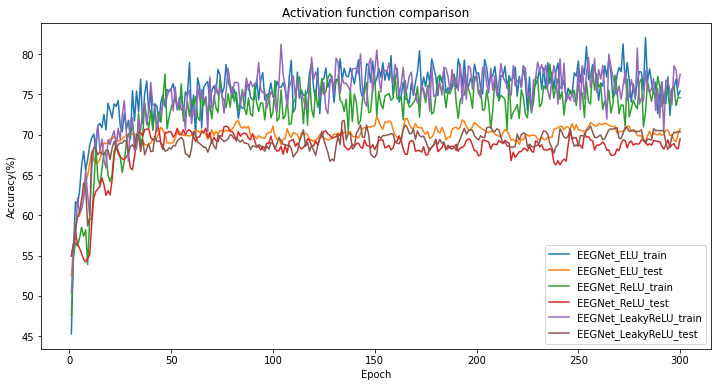 Activation function comparison
Accuracy(%)
80
75
70
65
60
55
50
45
0 50 100 150 200 250 300
Epoch
EEGNet_ELU_train
EEGNet_ELU_test
EEGNet_ReLU_train
EEGNet_ReLU_test
EEGNet_LeakyReLU_train
EEGNet_LeakyReLU_test